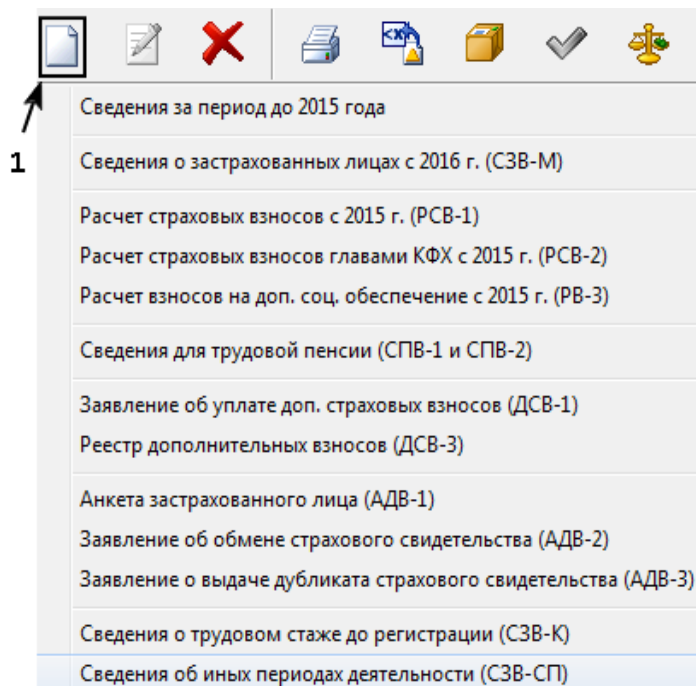 <x>
1
Сведения за период до 2015 года
Сведения о застрахованных лицах с 2016 г. (СЗВ-М)
Расчет страховых взносов с 2015 г. (РСВ-1)
Расчет страховых взносов главами КФХ с 2015 г. (РСВ-2)
Расчет взносов на доп. соц. обеспечение с 2015 г. (РВ-3)
Сведения для трудовой пенсии (СПВ-1 и СПВ-2)
Заявление об уплате доп. страховых взносов (ДСВ-1)
Реестр дополнительных взносов (ДСВ-3)
Анкета застрахованного лица (АДВ-1)
Заявление об обмене страхового свидетельства (АДВ-2)
Заявление о выдаче дубликата страхового свидетельства (АДВ-3)
Сведения о трудовом стаже до регистрации (СЗВ-К)
Сведения об иных периодах деятельности (СЗВ-СП)